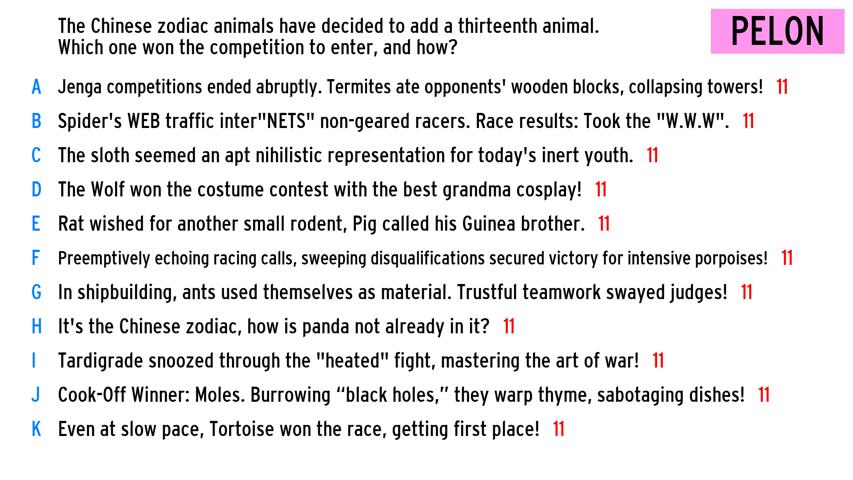 The Chinese zodiac animals have decided to add a thirteenth animal.
Which one won the competition to enter, and how?
PELON
A Jenga competitions ended abruptly. Termites ate opponents' wooden blocks, collapsing towers! 11
B Spider's WEB traffic inter"NETS" non-geared racers. Race results: Took the "W.W.W". 11
C The sloth seemed an apt nihilistic representation for today's inert youth. 11
D The Wolf won the costume contest with the best grandma cosplay! 11
E Rat wished for another small rodent, Pig called his Guinea brother. 11
F Preemptively echoing racing calls, sweeping disqualifications secured victory for intensive porpoises! 11
G In shipbuilding, ants used themselves as material. Trustful teamwork swayed judges! 11
H It's the Chinese zodiac, how is panda not already in it? 11
I Tardigrade snoozed through the "heated" fight, mastering the art of war! 11
J Cook-Off Winner: Moles. Burrowing “black holes,” they warp thyme, sabotaging dishes! 11
K Even at slow pace, Tortoise won the race, getting first place! 11